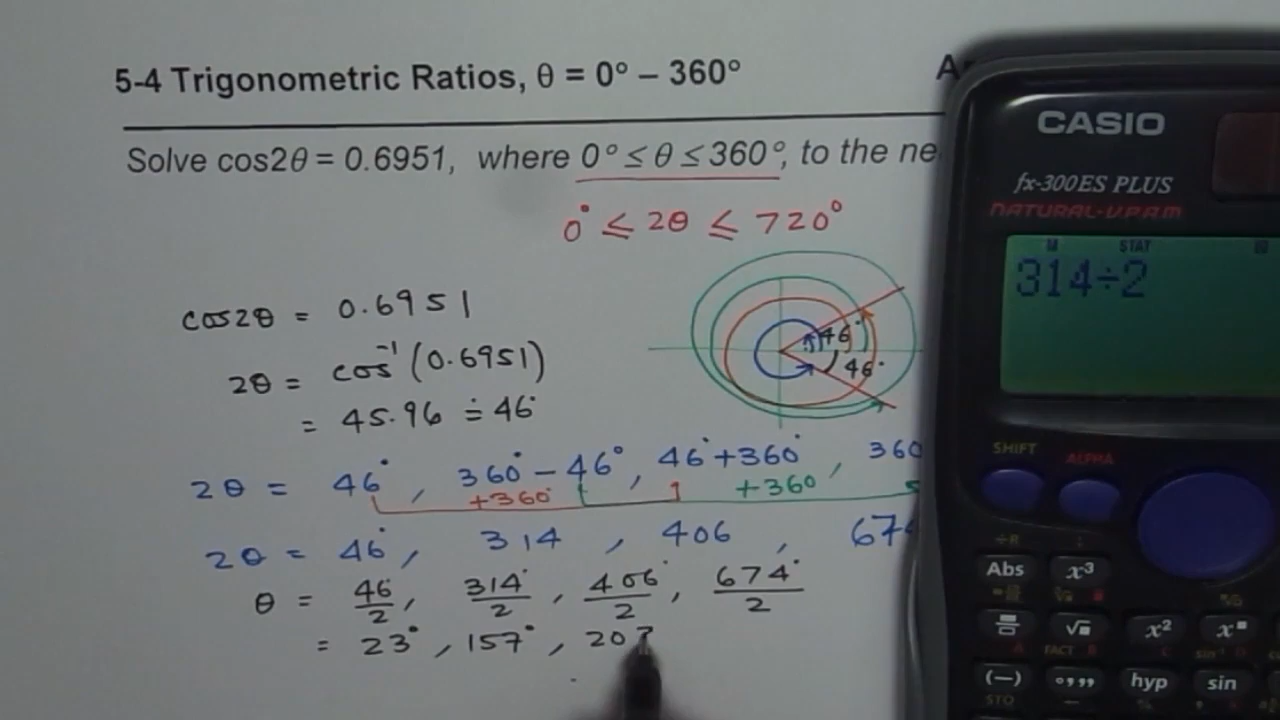 5-4 Trigonometric Ratios, θ = 0° – 360°
Solve cos2θ = 0.6951, where 0° ≤ θ ≤ 360°, to the ne
0° ≤ 2θ ≤ 720°
cos2θ = 0.6951
2θ = cos⁻¹(0.6951)
= 45.96 ≐ 46°
46°
46°
2θ = 46°, 360° – 46°, 46° + 360°, 360
+360° +360
2θ = 46°, 314, 406, 674
θ = 46/2, 314°/2, 406°/2, 674°/2
= 23°, 157°, 20
CASIO
fx-300ES PLUS
NATURAL-V.P.A.M.
M STAT
314÷2
SHIFT ALPHA
÷R
Abs x³
√ x² x■
FACT
(−) °,,, hyp sin
STO